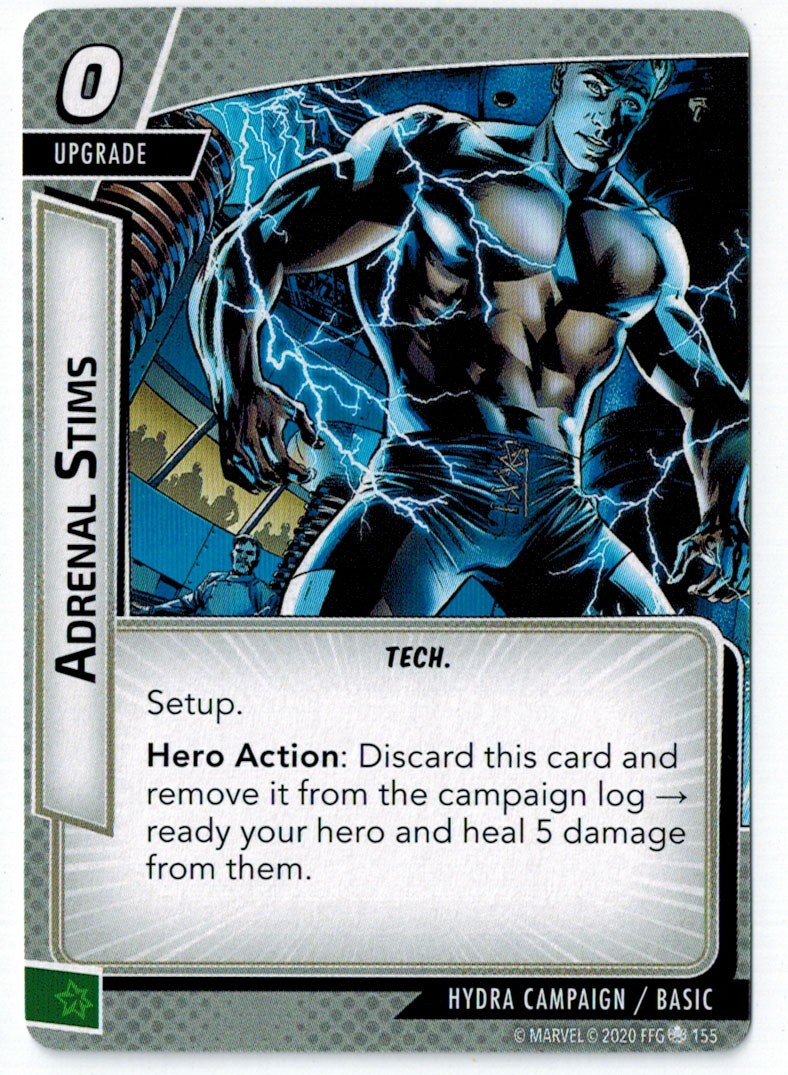 0
UPGRADE
ADRENAL STIMS
TECH.
Setup.
Hero Action: Discard this card and
remove it from the campaign log →
ready your hero and heal 5 damage
from them.
HYDRA CAMPAIGN / BASIC
© MARVEL © 2020 FFG 155